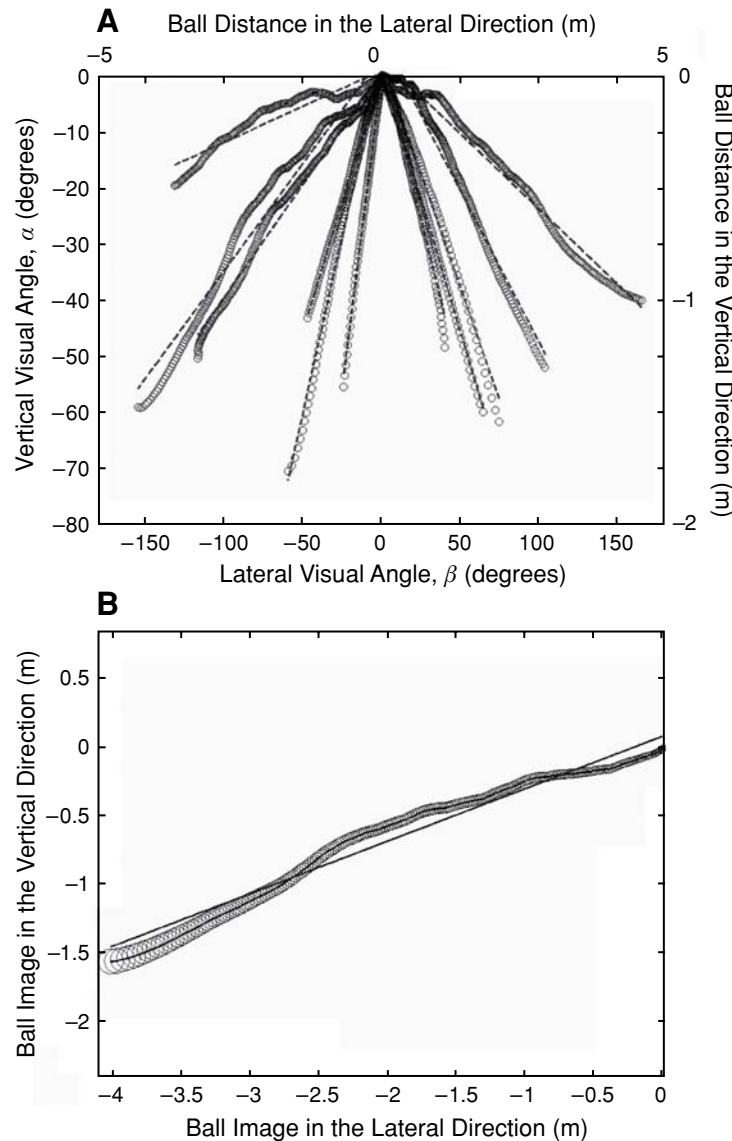 A
Ball Distance in the Lateral Direction (m)
−5 0 5
0 0
−10
−20
−30
−40 −1
−50
−60
−70
−80 −2
Vertical Visual Angle, α (degrees)
Ball Distance in the Vertical Direction (m)
−150 −100 −50 0 50 100 150
Lateral Visual Angle, β (degrees)
B
0.5
0
−0.5
−1
−1.5
−2
Ball Image in the Vertical Direction (m)
−4 −3.5 −3 −2.5 −2 −1.5 −1 −0.5 0
Ball Image in the Lateral Direction (m)